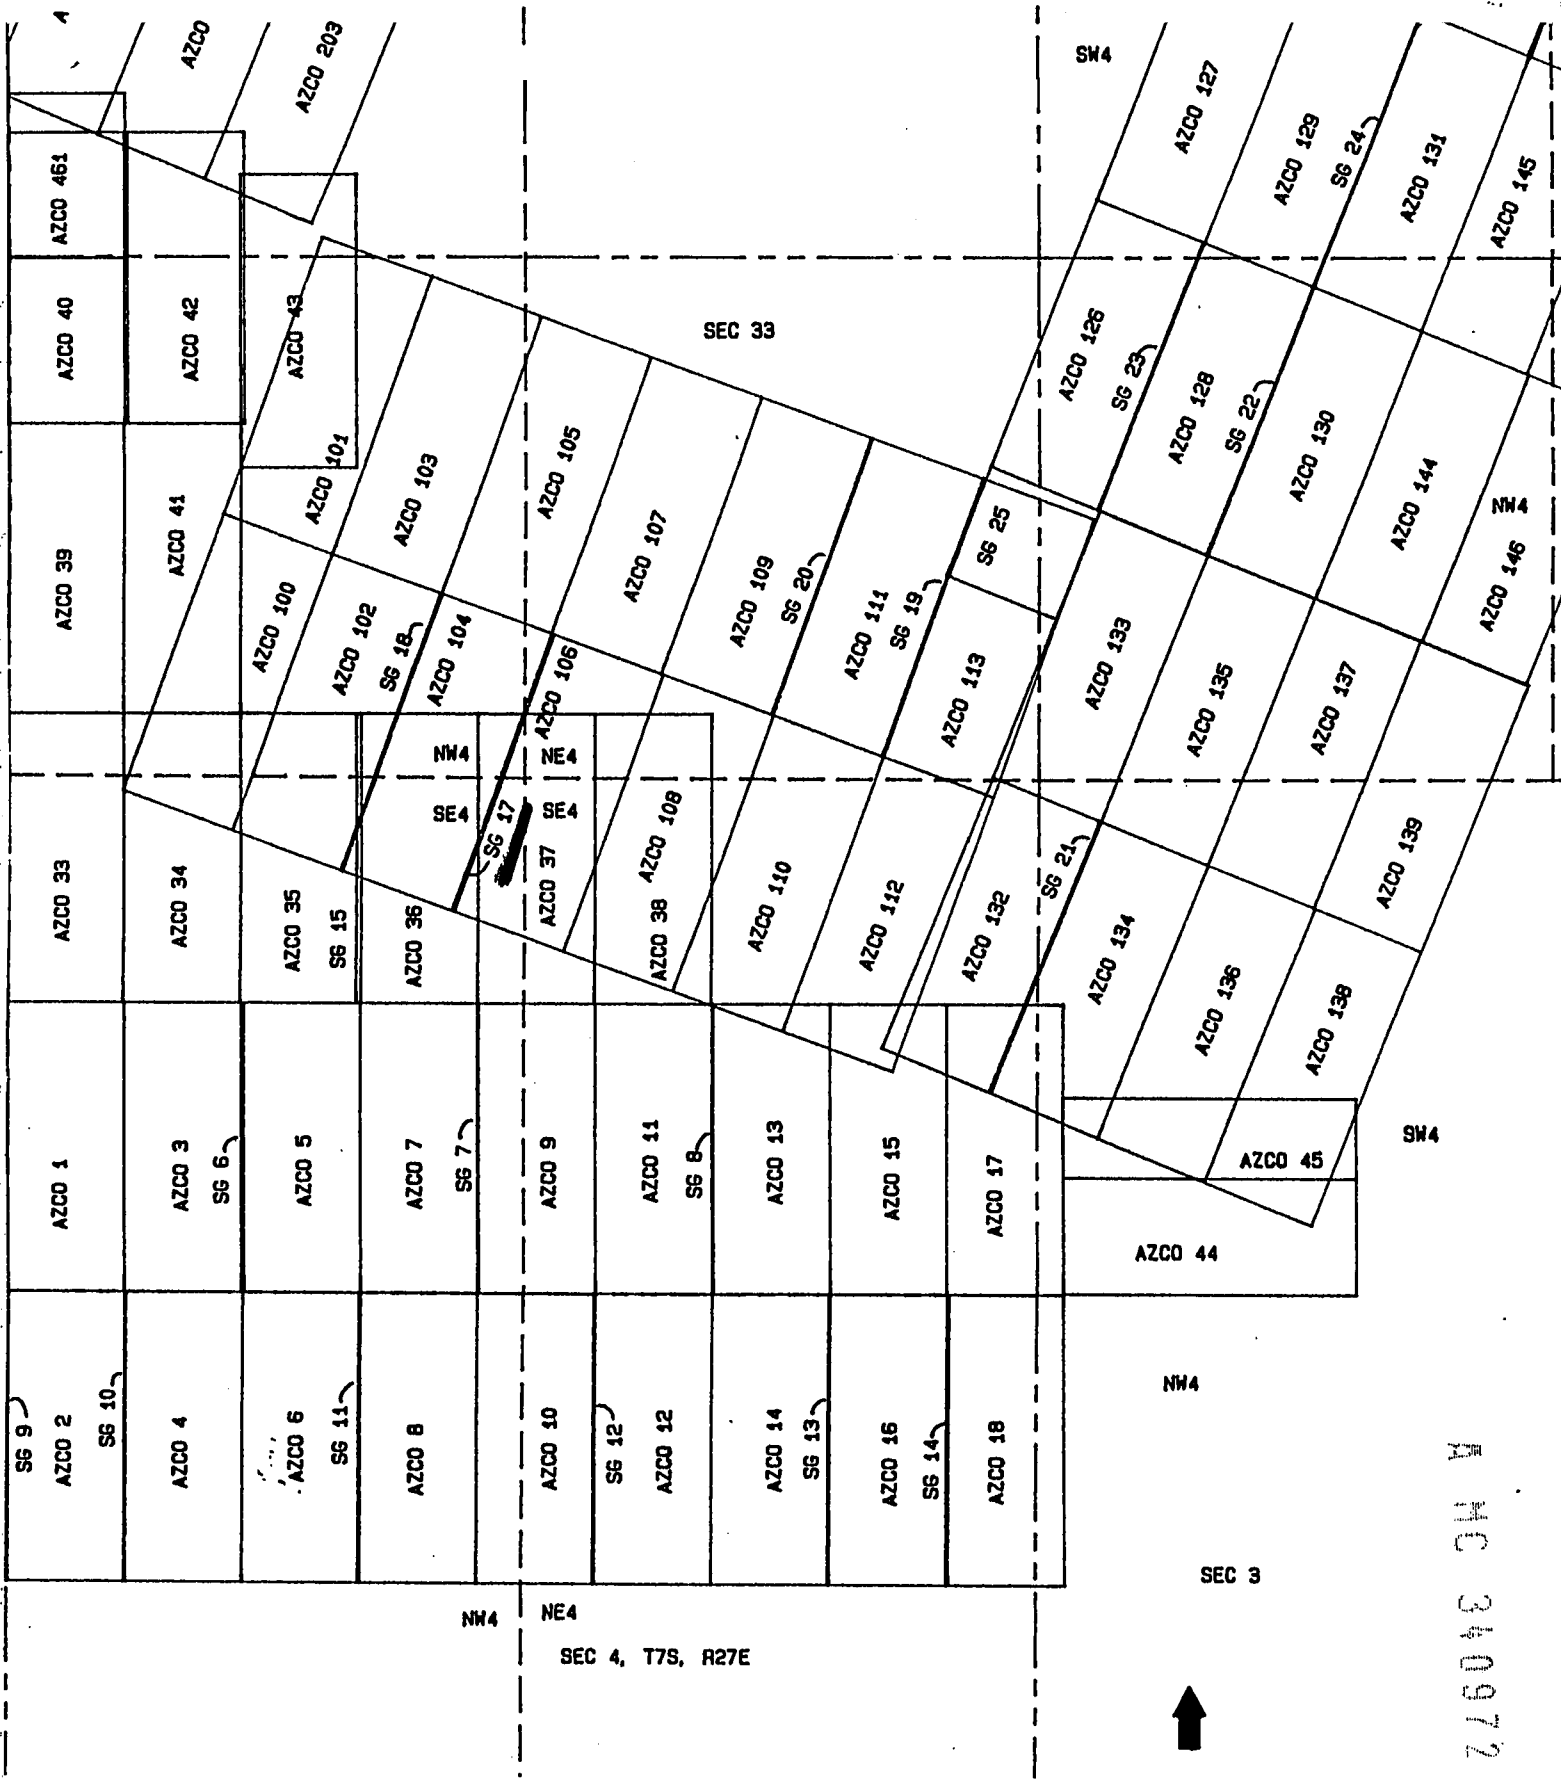 AZCO
AZCO 203
SW4
AZCO 127
AZCO 129
SG 24
AZCO 131
AZCO 145
AZCO 461
AZCO 40
AZCO 42
AZCO 43
SEC 33
AZCO 126
SG 23
AZCO 128
SG 22
AZCO 130
AZCO 144
NW4
AZCO 146
AZCO 39
AZCO 41
AZCO 101
AZCO 103
AZCO 105
AZCO 107
AZCO 109
SG 20
AZCO 111
SG 19
SG 25
AZCO 100
AZCO 102
SG 18
AZCO 104
AZCO 106
AZCO 113
AZCO 133
AZCO 135
AZCO 137
NW4
NE4
SE4
SE4
SG 17
AZCO 33
AZCO 34
AZCO 35
SG 15
AZCO 36
AZCO 37
AZCO 108
AZCO 38
AZCO 110
AZCO 112
AZCO 132
SG 21
AZCO 134
AZCO 136
AZCO 138
AZCO 139
AZCO 1
AZCO 3
SG 6
AZCO 5
AZCO 7
SG 7
AZCO 9
AZCO 11
SG 8
AZCO 13
AZCO 15
AZCO 17
AZCO 45
SW4
AZCO 44
SG 9
AZCO 2
SG 10
AZCO 4
AZCO 6
SG 11
AZCO 8
AZCO 10
SG 12
AZCO 12
AZCO 14
SG 13
AZCO 16
SG 14
AZCO 18
NW4
SEC 3
NW4
NE4
SEC 4, T7S, R27E
A MC 340972